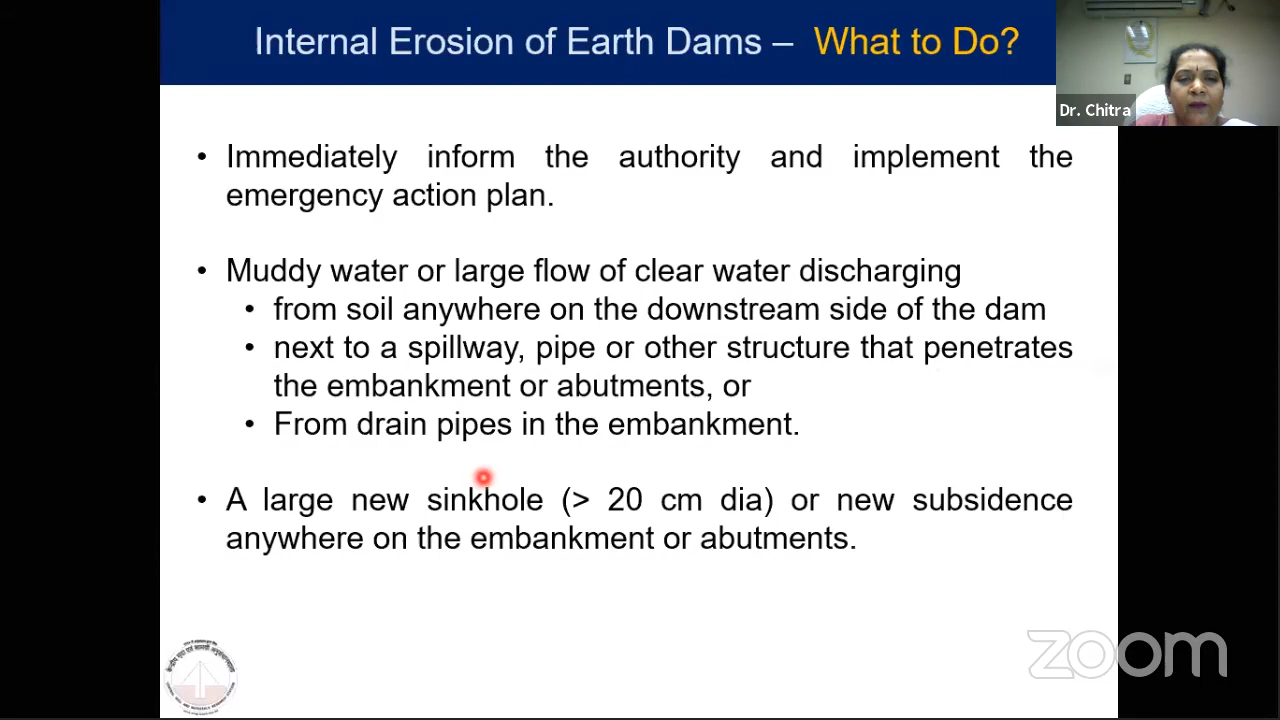 Internal Erosion of Earth Dams – What to Do?
Dr. Chitra
• Immediately inform the authority and implement the
emergency action plan.
• Muddy water or large flow of clear water discharging
• from soil anywhere on the downstream side of the dam
• next to a spillway, pipe or other structure that penetrates
the embankment or abutments, or
• From drain pipes in the embankment.
• A large new sinkhole (> 20 cm dia) or new subsidence
anywhere on the embankment or abutments.
zoom